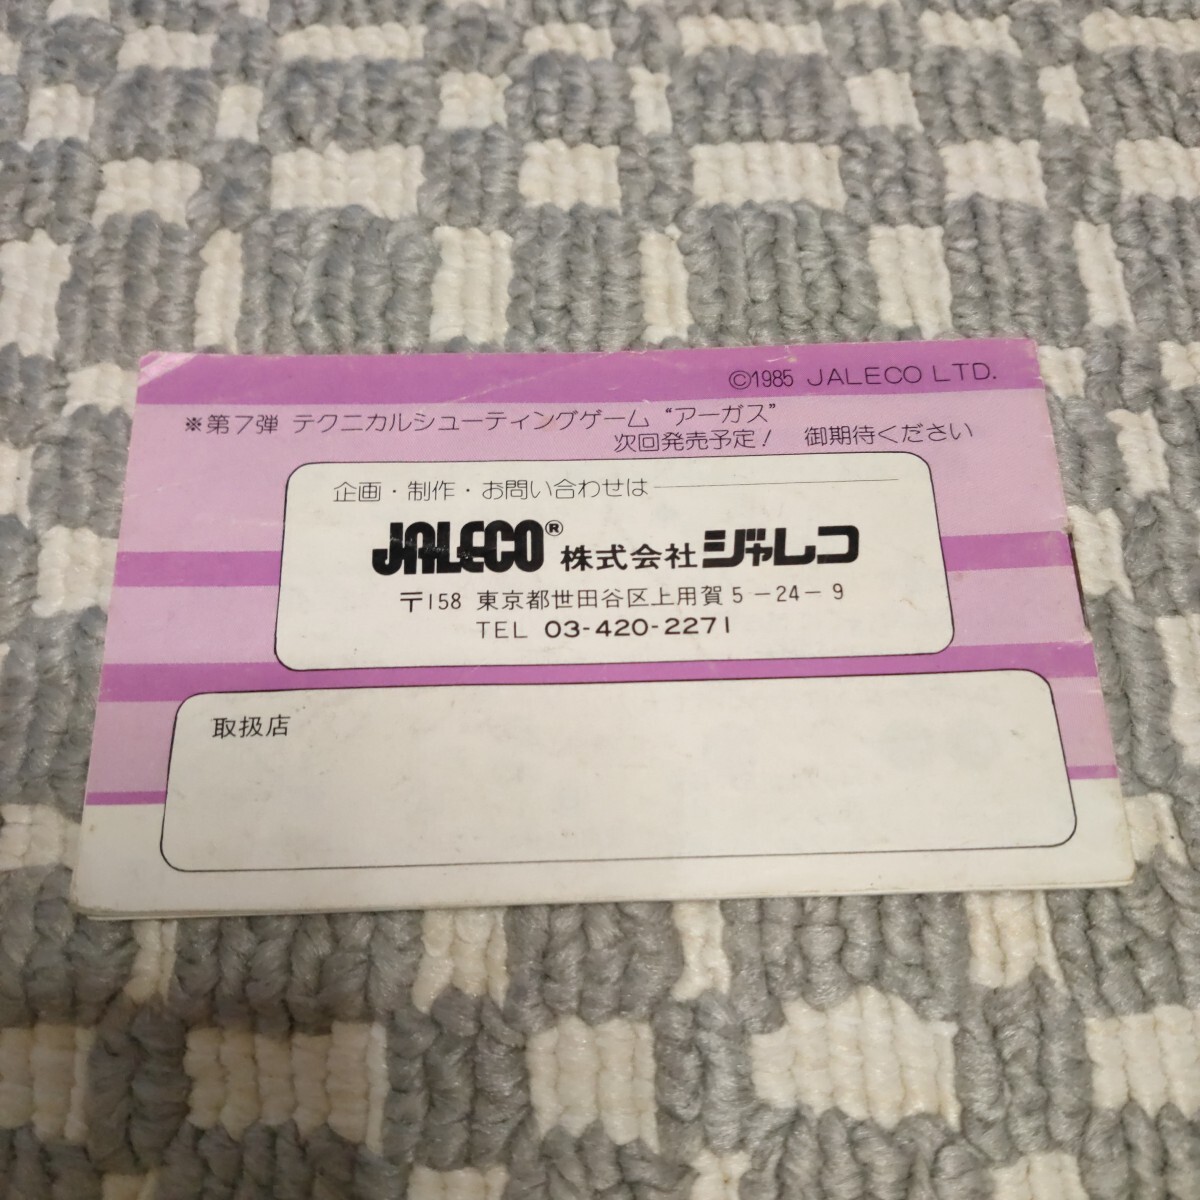 ©1985 JALECO LTD.
※第7弾 テクニカルシューティングゲーム “アーガス”
次回発売予定! 御期待ください
企画・制作・お問い合わせは
JALECO® 株式会社 ジャレコ
〒158 東京都世田谷区上用賀5-24-9
TEL 03-420-2271
取扱店